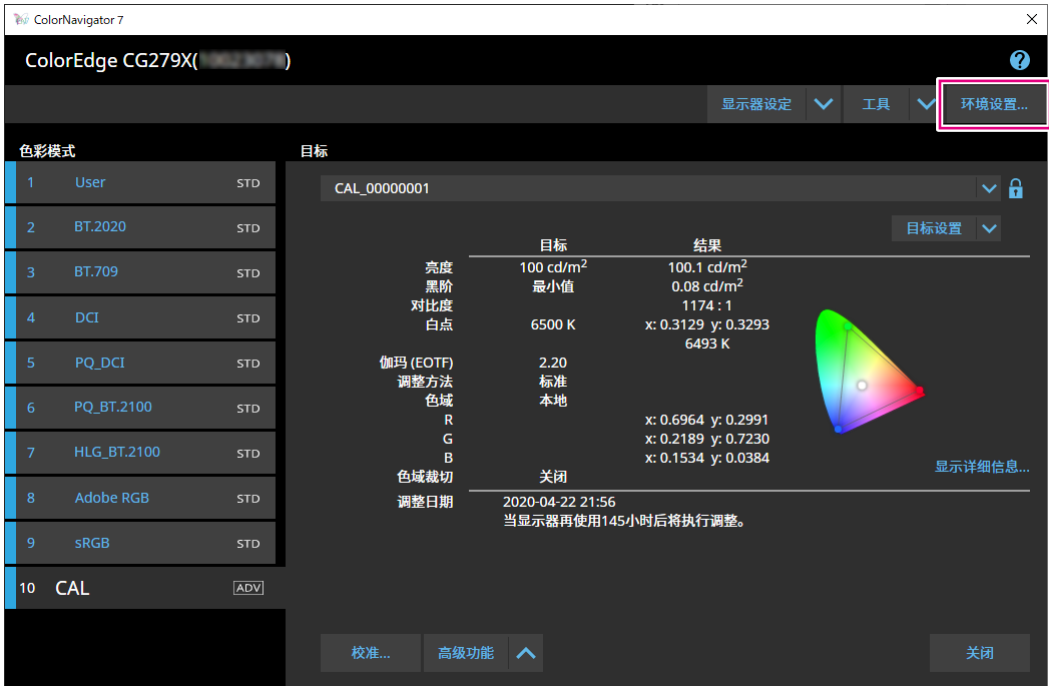 ColorNavigator 7
ColorEdge CG279X( )
显示器设定 工具 环境设置...
色彩模式
1 User STD
2 BT.2020 STD
3 BT.709 STD
4 DCI STD
5 PQ_DCI STD
6 PQ_BT.2100 STD
7 HLG_BT.2100 STD
8 Adobe RGB STD
9 sRGB STD
10 CAL ADV
目标
CAL_00000001
目标设置
目标 结果
亮度 100 cd/m² 100.1 cd/m²
黑阶 最小值 0.08 cd/m²
对比度 1174 : 1
白点 6500 K x: 0.3129 y: 0.3293
6493 K
伽玛 (EOTF) 2.20
调整方法 标准
色域 本地
R x: 0.6964 y: 0.2991
G x: 0.2189 y: 0.7230
B x: 0.1534 y: 0.0384
色域裁切 关闭
显示详细信息...
调整日期 2020-04-22 21:56
当显示器再使用145小时后将执行调整。
校准... 高级功能 关闭